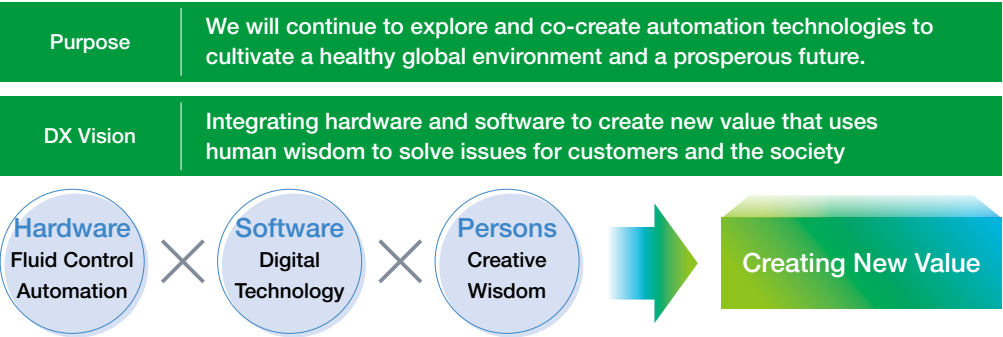 Purpose
We will continue to explore and co-create automation technologies to
cultivate a healthy global environment and a prosperous future.
DX Vision
Integrating hardware and software to create new value that uses
human wisdom to solve issues for customers and the society
Hardware
Fluid Control
Automation
Software
Digital
Technology
Persons
Creative
Wisdom
Creating New Value